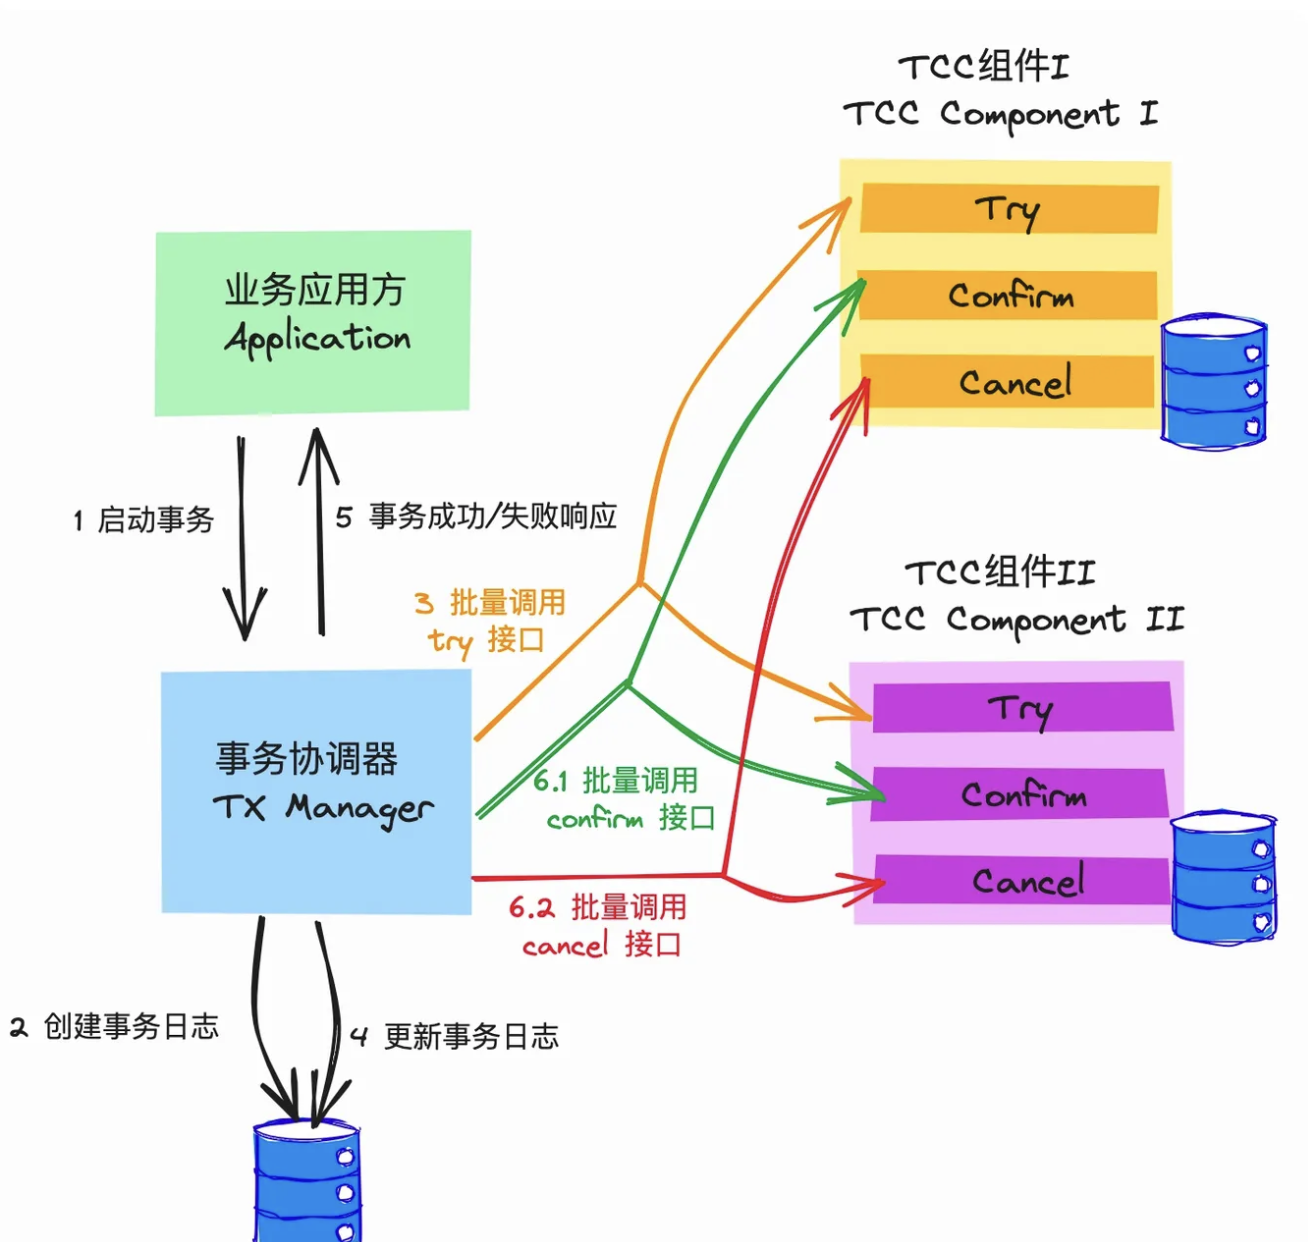 TCC组件I
TCC Component I
Try
Confirm
Cancel
业务应用方
Application
1 启动事务
5 事务成功/失败响应
3 批量调用
try 接口
TCC组件II
TCC Component II
Try
Confirm
Cancel
事务协调器
TX Manager
6.1 批量调用
confirm 接口
6.2 批量调用
cancel 接口
2 创建事务日志
4 更新事务日志